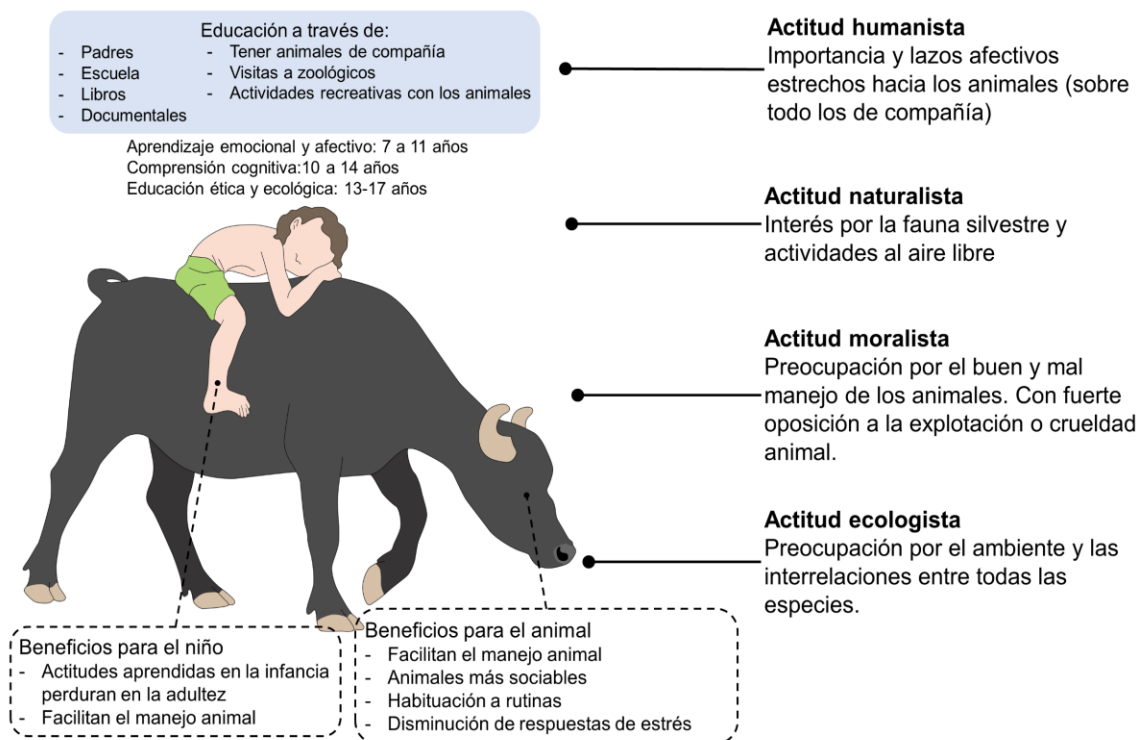 Educación a través de:
- Padres
- Escuela
- Libros
- Documentales
- Tener animales de compañía
- Visitas a zoológicos
- Actividades recreativas con los animales
Aprendizaje emocional y afectivo: 7 a 11 años
Comprensión cognitiva:10 a 14 años
Educación ética y ecológica: 13-17 años
Actitud humanista
Importancia y lazos afectivos
estrechos hacia los animales (sobre
todo los de compañía)
Actitud naturalista
Interés por la fauna silvestre y
actividades al aire libre
Actitud moralista
Preocupación por el buen y mal
manejo de los animales. Con fuerte
oposición a la explotación o crueldad
animal.
Actitud ecologista
Preocupación por el ambiente y las
interrelaciones entre todas las
especies.
Beneficios para el niño
- Actitudes aprendidas en la infancia
perduran en la adultez
- Facilitan el manejo animal
Beneficios para el animal
- Facilitan el manejo animal
- Animales más sociables
- Habituación a rutinas
- Disminución de respuestas de estrés